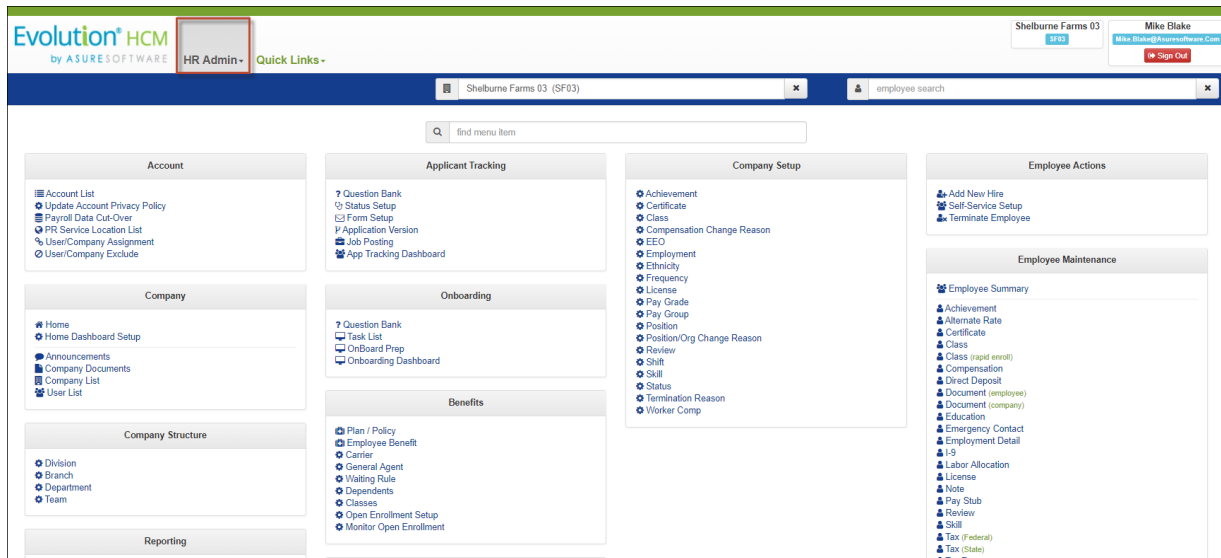 Evolution® HCM
by ASURESOFTWARE
HR Admin
Quick Links
Shelburne Farms 03
SF03
Mike Blake
Mike.Blake@Asuresoftware.Com
Sign Out
Shelburne Farms 03 (SF03)
employee search
find menu item
Account
Account List
Update Account Privacy Policy
Payroll Data Cut-Over
PR Service Location List
User/Company Assignment
User/Company Exclude
Company
Home
Home Dashboard Setup
Announcements
Company Documents
Company List
User List
Company Structure
Division
Branch
Department
Team
Reporting
Applicant Tracking
Question Bank
Status Setup
Form Setup
Application Version
Job Posting
App Tracking Dashboard
Onboarding
Question Bank
Task List
OnBoard Prep
Onboarding Dashboard
Benefits
Plan / Policy
Employee Benefit
Carrier
General Agent
Waiting Rule
Dependents
Classes
Open Enrollment Setup
Monitor Open Enrollment
Company Setup
Achievement
Certificate
Class
Compensation Change Reason
EEO
Employment
Ethnicity
Frequency
License
Pay Grade
Pay Group
Position
Position/Org Change Reason
Review
Shift
Skill
Status
Termination Reason
Worker Comp
Employee Actions
Add New Hire
Self-Service Setup
Terminate Employee
Employee Maintenance
Employee Summary
Achievement
Alternate Rate
Certificate
Class
Class (rapid enroll)
Compensation
Direct Deposit
Document (employee)
Document (company)
Education
Emergency Contact
Employment Detail
I-9
Labor Allocation
License
Note
Pay Stub
Review
Skill
Tax (Federal)
Tax (State)